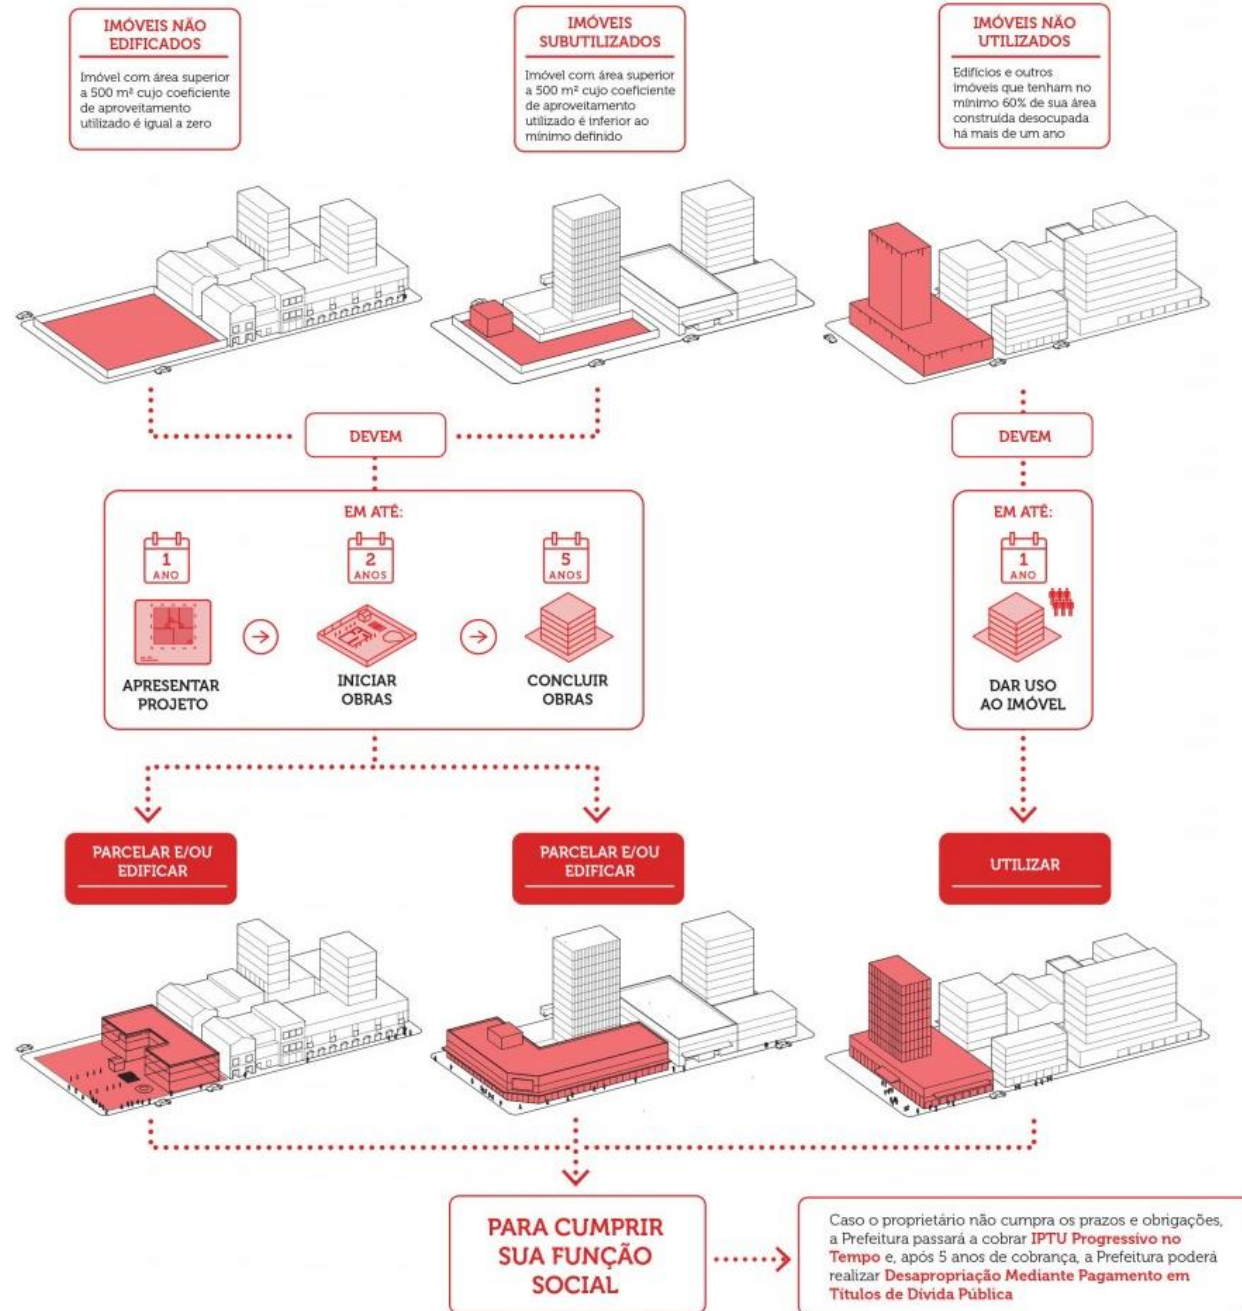 IMÓVEIS NÃO
EDIFICADOS
Imóvel com área superior
a 500 m² cujo coeficiente
de aproveitamento
utilizado é igual a zero
IMÓVEIS
SUBUTILIZADOS
Imóvel com área superior
a 500 m² cujo coeficiente
de aproveitamento
utilizado é inferior ao
mínimo definido
IMÓVEIS NÃO
UTILIZADOS
Edifícios e outros
imóveis que tenham no
mínimo 60% de sua área
construída desocupada
há mais de um ano
DEVEM
DEVEM
EM ATÉ:
1
ANO
2
ANOS
5
ANOS
APRESENTAR
PROJETO
INICIAR
OBRAS
CONCLUIR
OBRAS
EM ATÉ:
1
ANO
DAR USO
AO IMÓVEL
PARCELAR E/OU
EDIFICAR
PARCELAR E/OU
EDIFICAR
UTILIZAR
PARA CUMPRIR
SUA FUNÇÃO
SOCIAL
Caso o proprietário não cumpra os prazos e obrigações,
a Prefeitura passará a cobrar IPTU Progressivo no
Tempo e, após 5 anos de cobrança, a Prefeitura poderá
realizar Desapropriação Mediante Pagamento em
Títulos de Dívida Pública